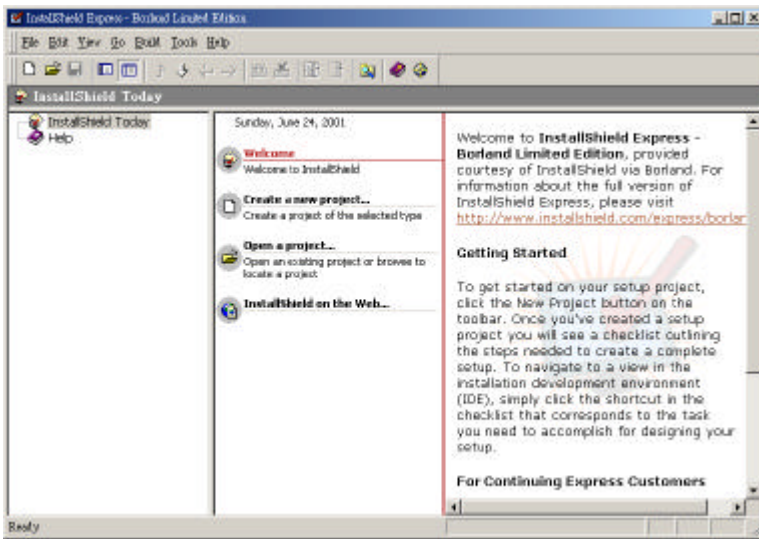 InstallShield Express - Borland Limited Edition
File Edit View Go Build Tools Help
InstallShield Today
InstallShield Today
Help
Sunday, June 24, 2001
Welcome
Welcome to InstallShield
Create a new project...
Create a project of the selected type
Open a project...
Open an existing project or browse to
locate a project
InstallShield on the Web...
Welcome to InstallShield Express -
Borland Limited Edition, provided
courtesy of InstallShield via Borland. For
information about the full version of
InstallShield Express, please visit
http://www.installshield.com/express/borlar
Getting Started
To get started on your setup project,
click the New Project button on the
toolbar. Once you've created a setup
project you will see a checklist outlining
the steps needed to create a complete
setup. To navigate to a view in the
installation development environment
(IDE), simply click the shortcut in the
checklist that corresponds to the task
you need to accomplish for designing your
setup.
For Continuing Express Customers
Ready